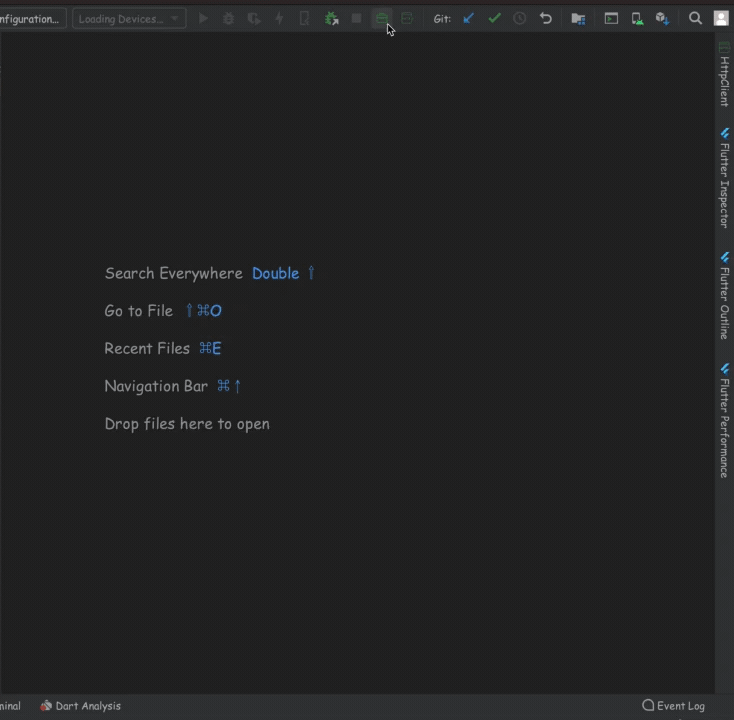 nfiguration...
Loading Devices...
Git:
HttpClient
Flutter Inspector
Flutter Outline
Flutter Performance
Search Everywhere Double ⇧
Go to File ⇧⌘O
Recent Files ⌘E
Navigation Bar ⌘↑
Drop files here to open
minal
Dart Analysis
Event Log